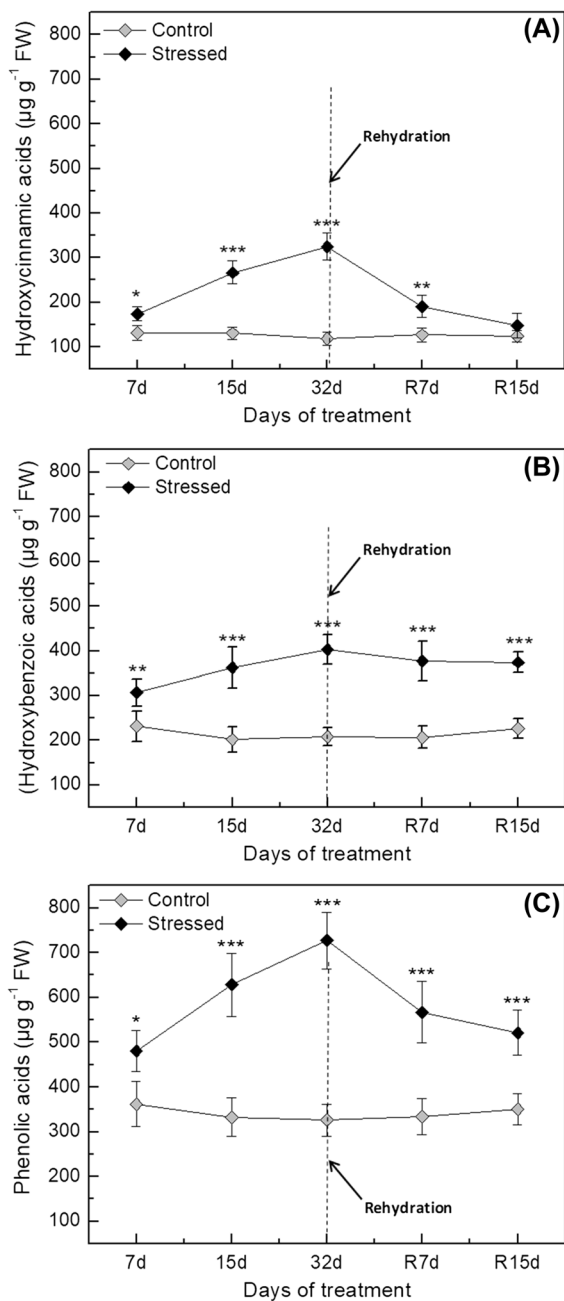 Control
Stressed
(A)
800
700
600
500
400
300
200
100
Hydroxycinnamic acids (µg g⁻¹ FW)
Rehydration
*
***
***
**
7d 15d 32d R7d R15d
Days of treatment
Control
Stressed
(B)
800
700
600
500
400
300
200
100
(Hydroxybenzoic acids (µg g⁻¹ FW)
Rehydration
**
***
***
***
***
7d 15d 32d R7d R15d
Days of treatment
Control
Stressed
(C)
800
700
600
500
400
300
200
100
Phenolic acids (µg g⁻¹ FW)
*
***
***
***
***
Rehydration
7d 15d 32d R7d R15d
Days of treatment